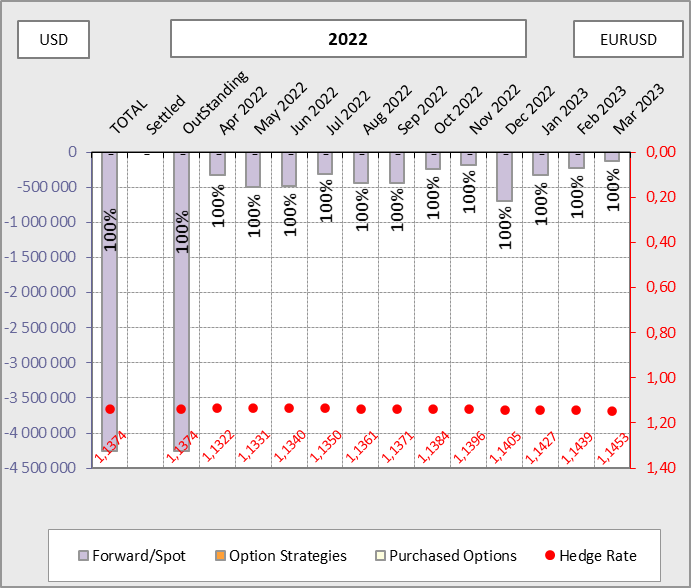 USD 2022 EURUSD
TOTAL Settled OutStanding Apr 2022 May 2022 Jun 2022 Jul 2022 Aug 2022 Sep 2022 Oct 2022 Nov 2022 Dec 2022 Jan 2023 Feb 2023 Mar 2023
0 0,00
-500 000 0,20
-1 000 000 0,40
-1 500 000 0,60
-2 000 000
-2 500 000 0,80
-3 000 000 1,00
-3 500 000 1,20
-4 000 000
-4 500 000 1,40
100% 100% 100% 100% 100% 100% 100% 100% 100% 100% 100% 100% 100% 100%
1,1374 1,1374 1,1322 1,1331 1,1340 1,1350 1,1361 1,1371 1,1384 1,1396 1,1405 1,1427 1,1439 1,1453
Forward/Spot Option Strategies Purchased Options Hedge Rate